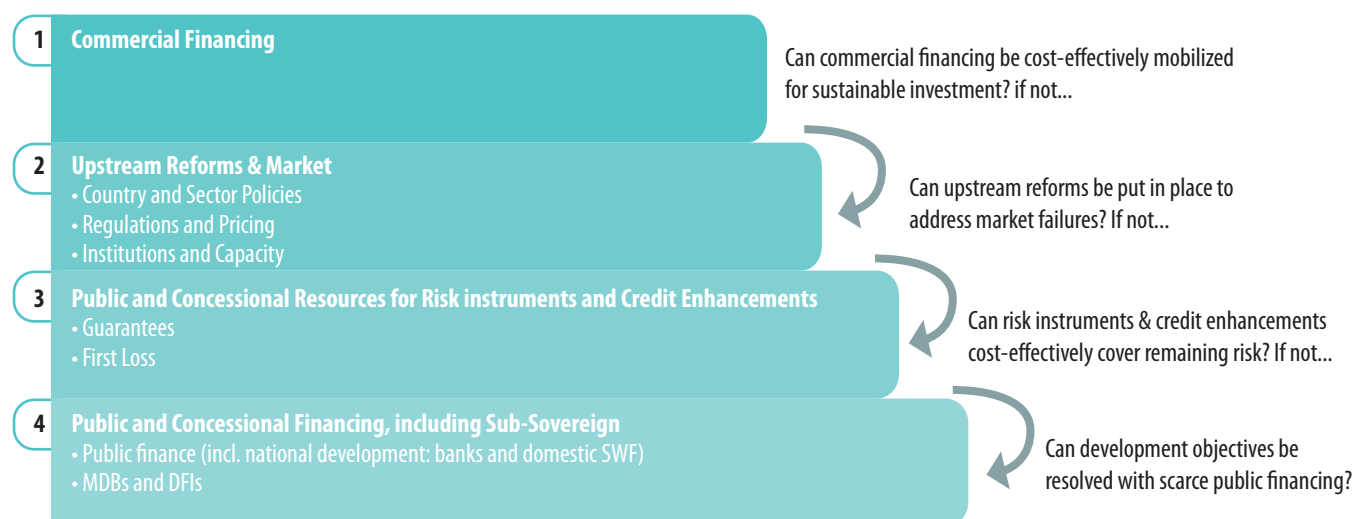 1
Commercial Financing
Can commercial financing be cost-effectively mobilized
for sustainable investment? if not...
2
Upstream Reforms & Market
• Country and Sector Policies
• Regulations and Pricing
• Institutions and Capacity
Can upstream reforms be put in place to
address market failures? If not...
3
Public and Concessional Resources for Risk instruments and Credit Enhancements
• Guarantees
• First Loss
Can risk instruments & credit enhancements
cost-effectively cover remaining risk? If not...
4
Public and Concessional Financing, including Sub-Sovereign
• Public finance (incl. national development: banks and domestic SWF)
• MDBs and DFIs
Can development objectives be
resolved with scarce public financing?